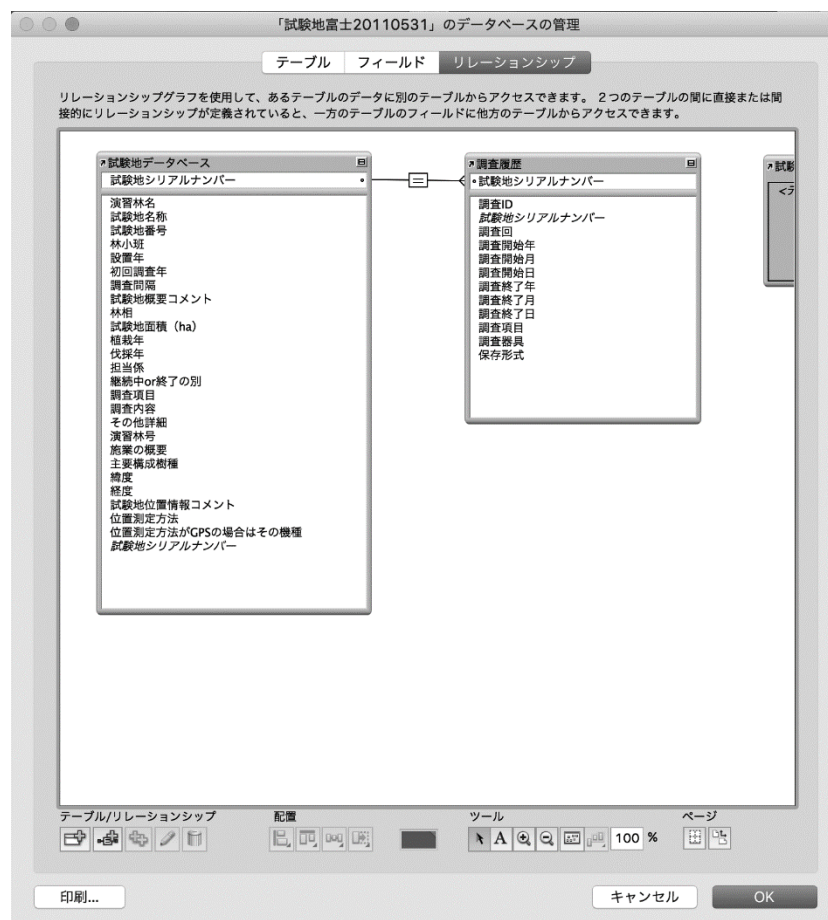 「試験地富士20110531」のデータベースの管理
テーブル フィールド リレーションシップ
リレーションシップグラフを使用して、あるテーブルのデータに別のテーブルからアクセスできます。 2つのテーブルの間に直接または間
接的にリレーションシップが定義されていると、一方のテーブルのフィールドに他方のテーブルからアクセスできます。
試験地データベース
試験地シリアルナンバー
演習林名
試験地名称
試験地番号
林小班
設置年
初回調査年
調査間隔
試験地概要コメント
林相
試験地面積（ha）
植栽年
伐採年
担当係
継続中or終了の別
調査項目
調査内容
その他詳細
演習林号
施業の概要
主要構成樹種
緯度
経度
試験地位置情報コメント
位置測定方法
位置測定方法がGPSの場合はその機種
試験地シリアルナンバー
調査履歴
試験地シリアルナンバー
調査ID
試験地シリアルナンバー
調査回
調査開始年
調査開始月
調査開始日
調査終了年
調査終了月
調査終了日
調査項目
調査器具
保存形式
試験
<テ
テーブル/リレーションシップ 配置 ツール ページ
A 100 %
印刷... キャンセル OK